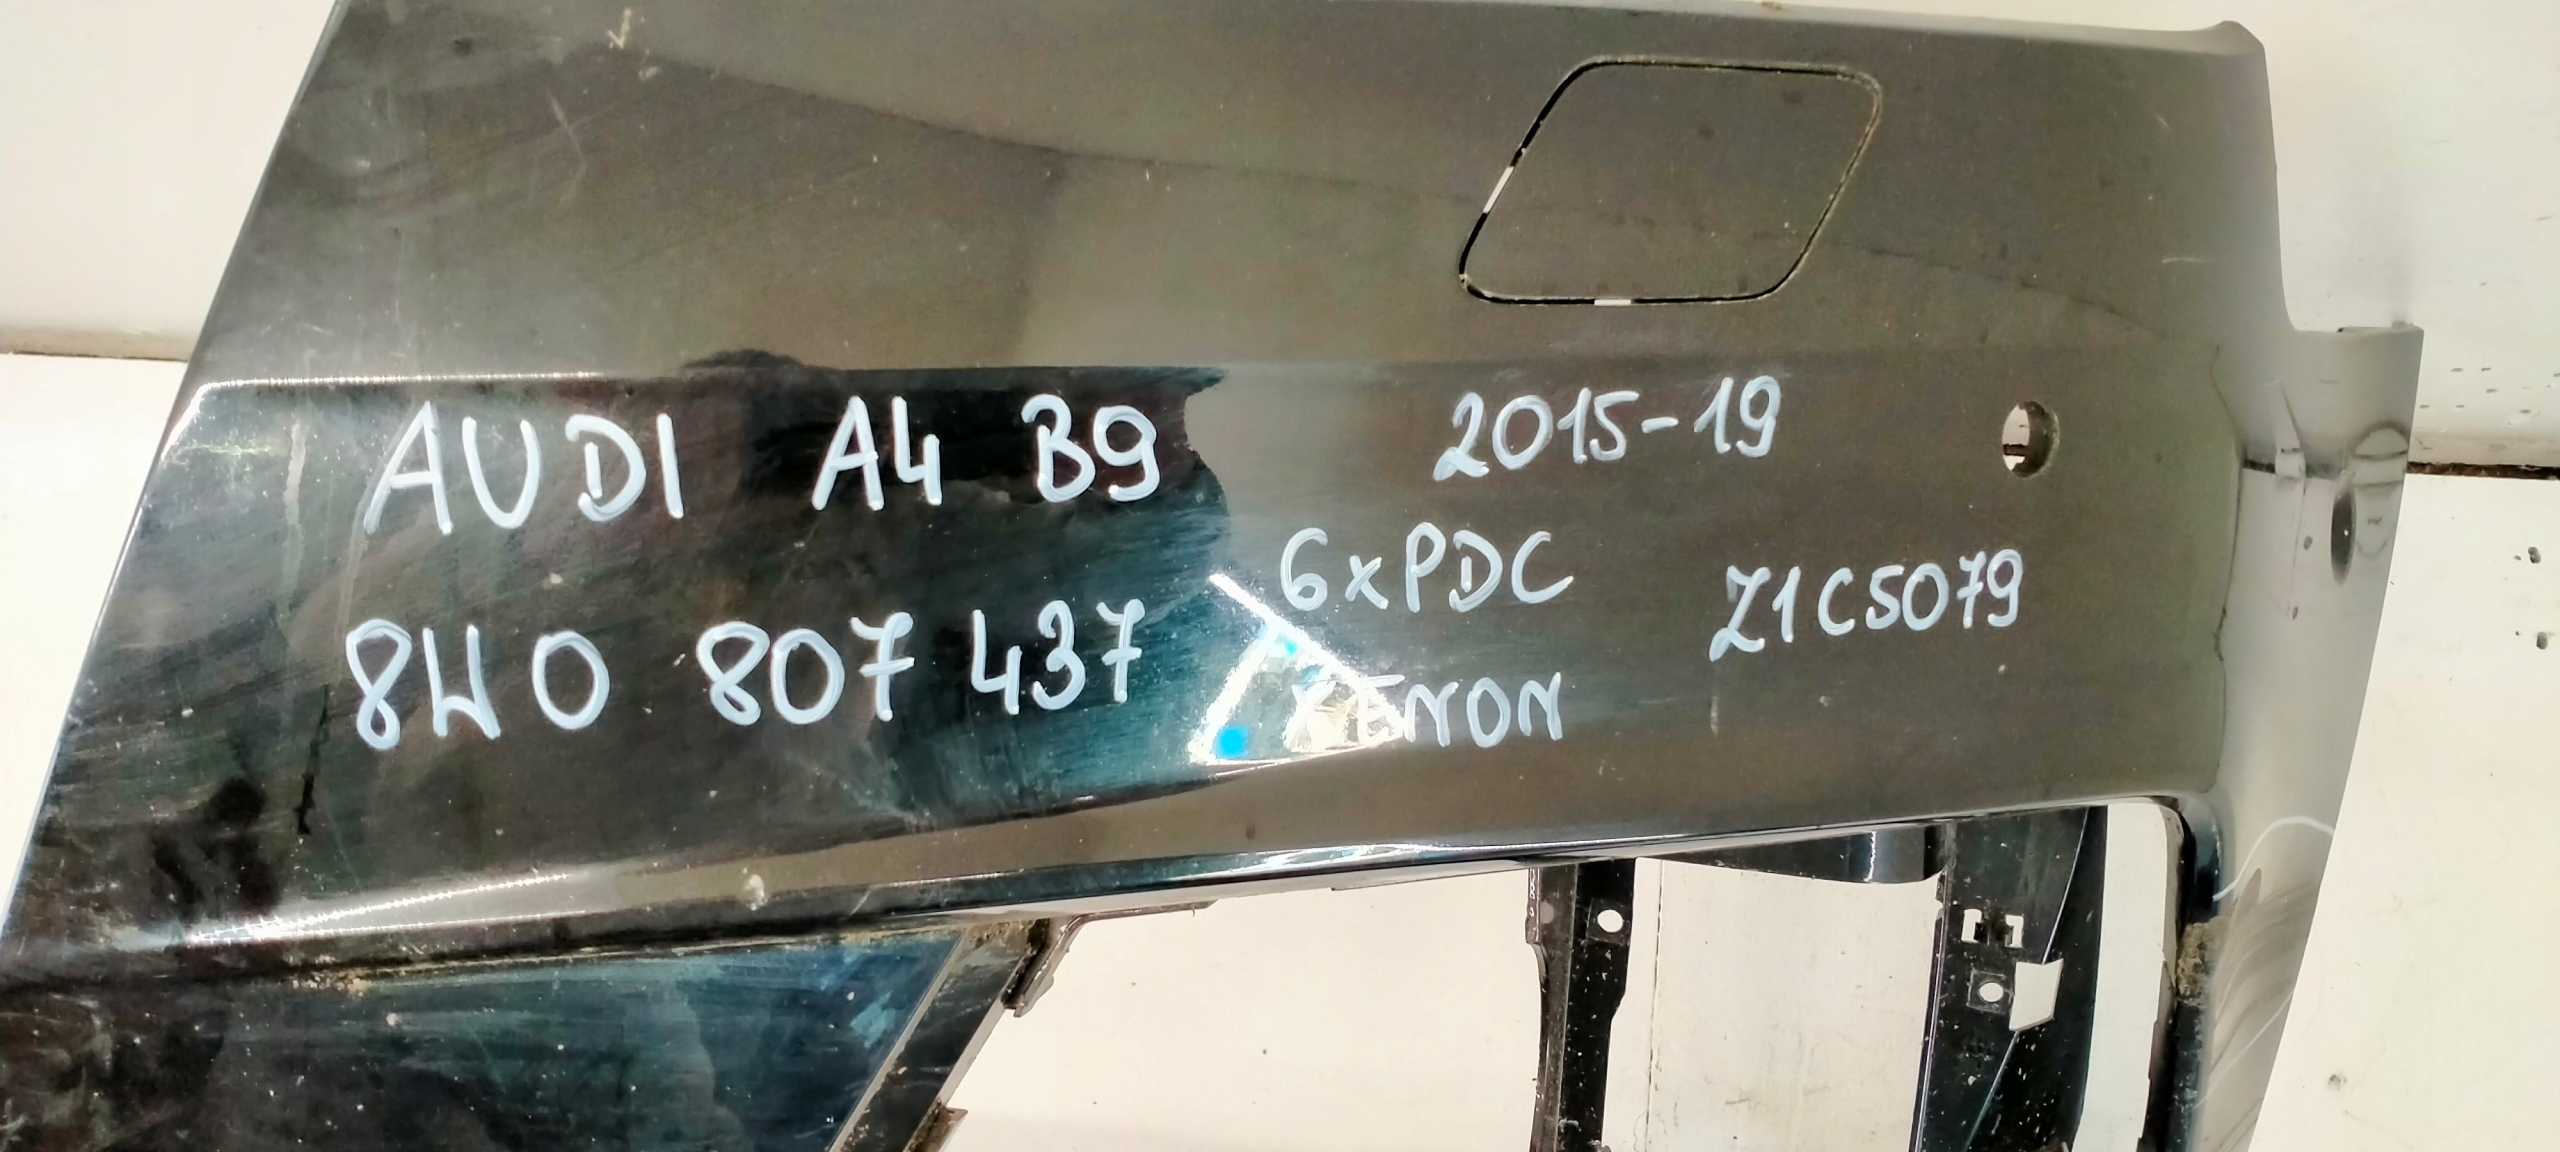 AUDI A4 B9 2015-19
6xPDC Z1C5079
8W0 807 437 XENON